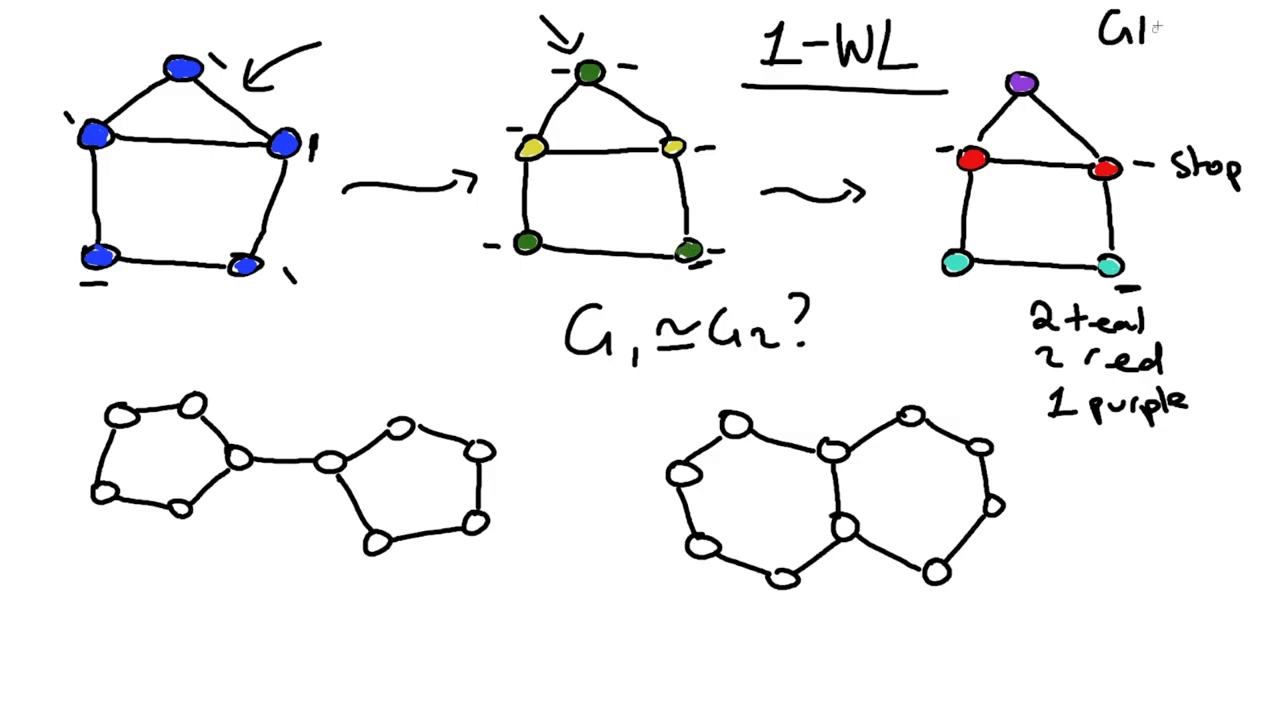 1-WL
G1
stop
G₁ ≅ G₂?
2 teal
2 red
1 purple